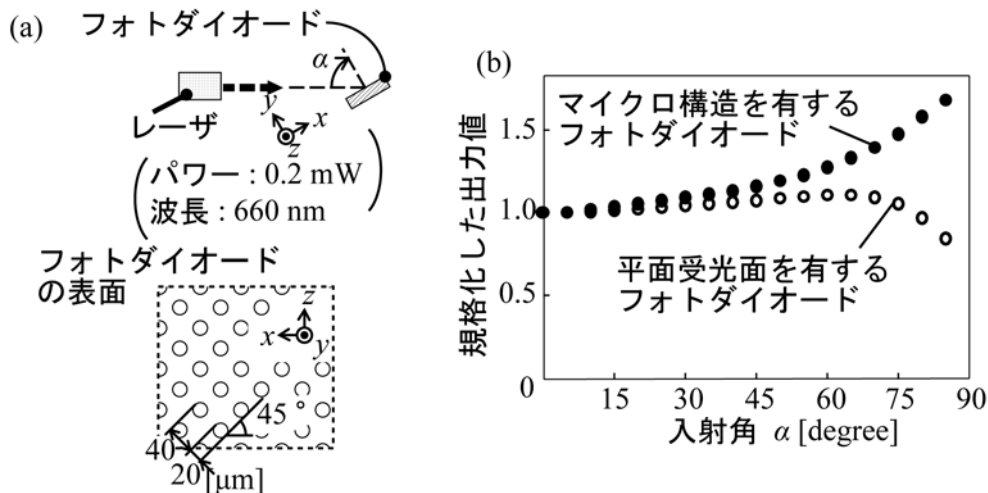 (a)
フォトダイオード
α
y
x
z
レーザ
パワー : 0.2 mW
波長 : 660 nm
フォトダイオード
の表面
z
x
y
45°
40
20
[μm]
(b)
マイクロ構造を有する
フォトダイオード
平面受光面を有する
フォトダイオード
規格化した出力値
1.5
1.0
0.5
0
15 30 45 60 75 90
入射角 α [degree]